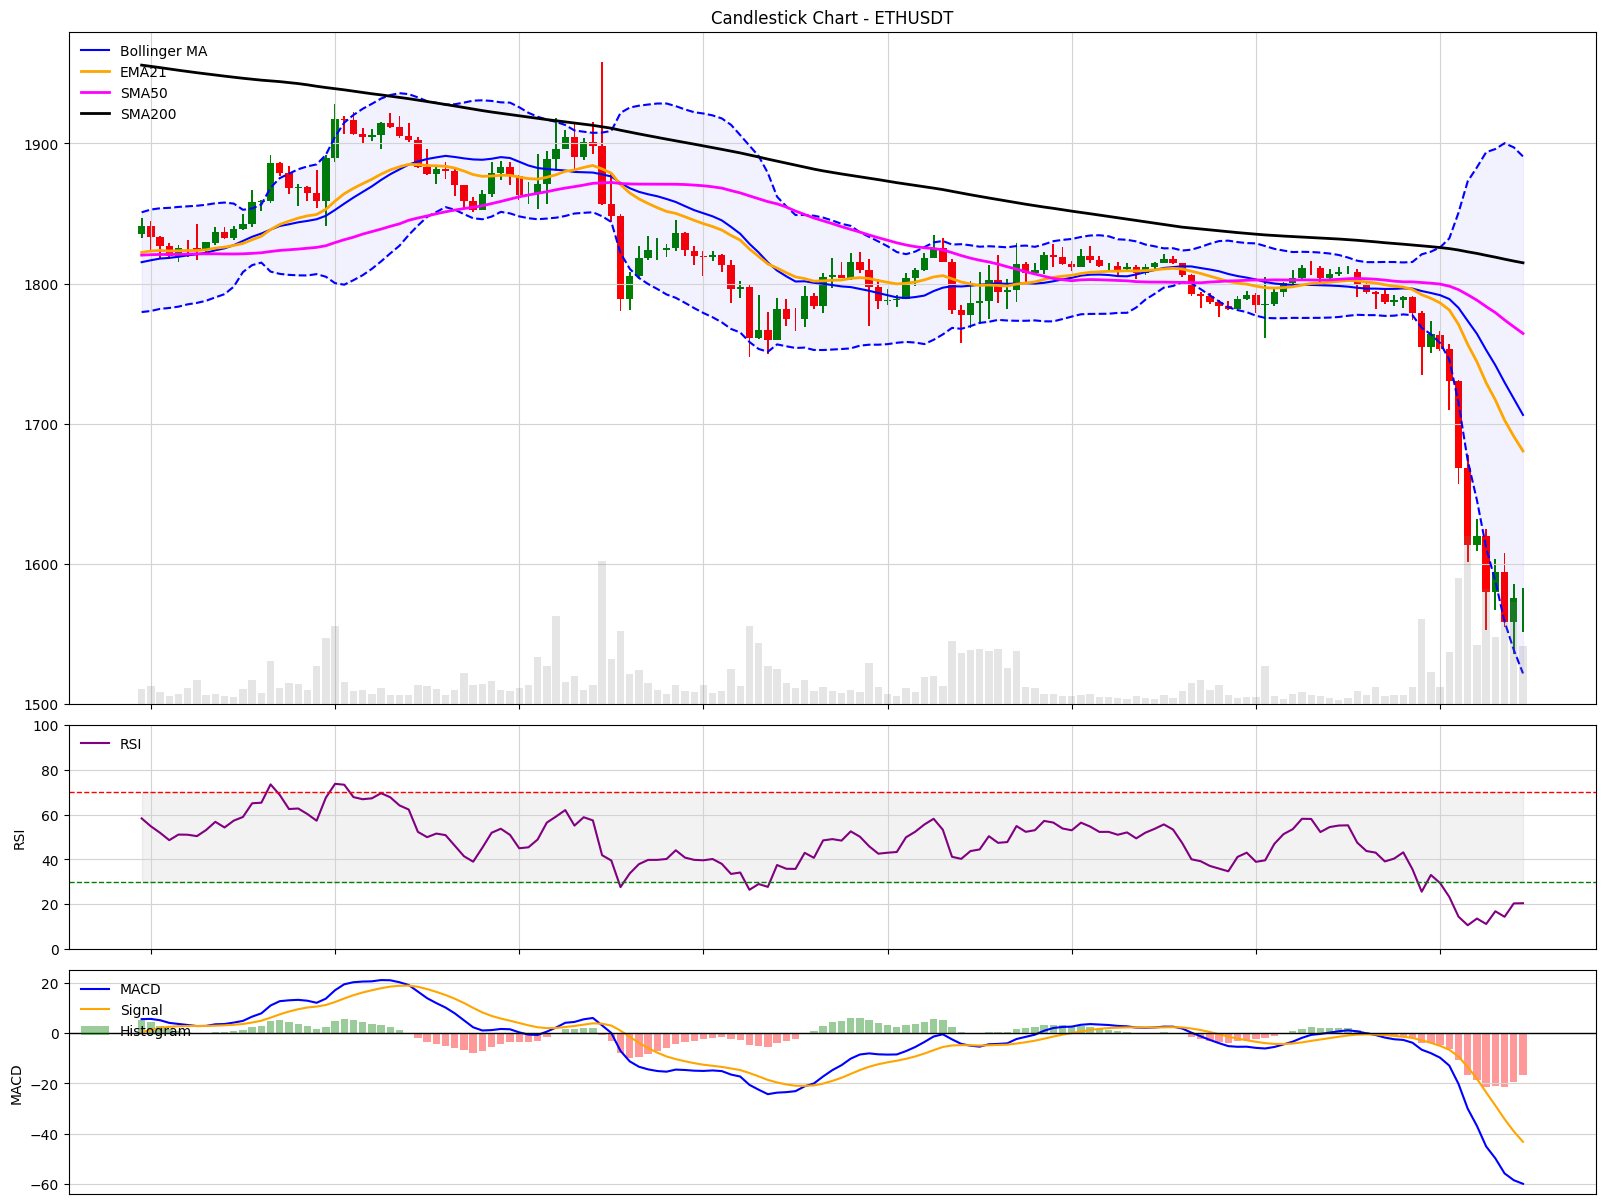 Candlestick Chart - ETHUSDT
Bollinger MA
EMA21
SMA50
SMA200
1900
1800
1700
1600
1500
RSI
100
80
60
40
20
0
RSI
MACD
Signal
Histogram
20
0
−20
−40
−60
MACD